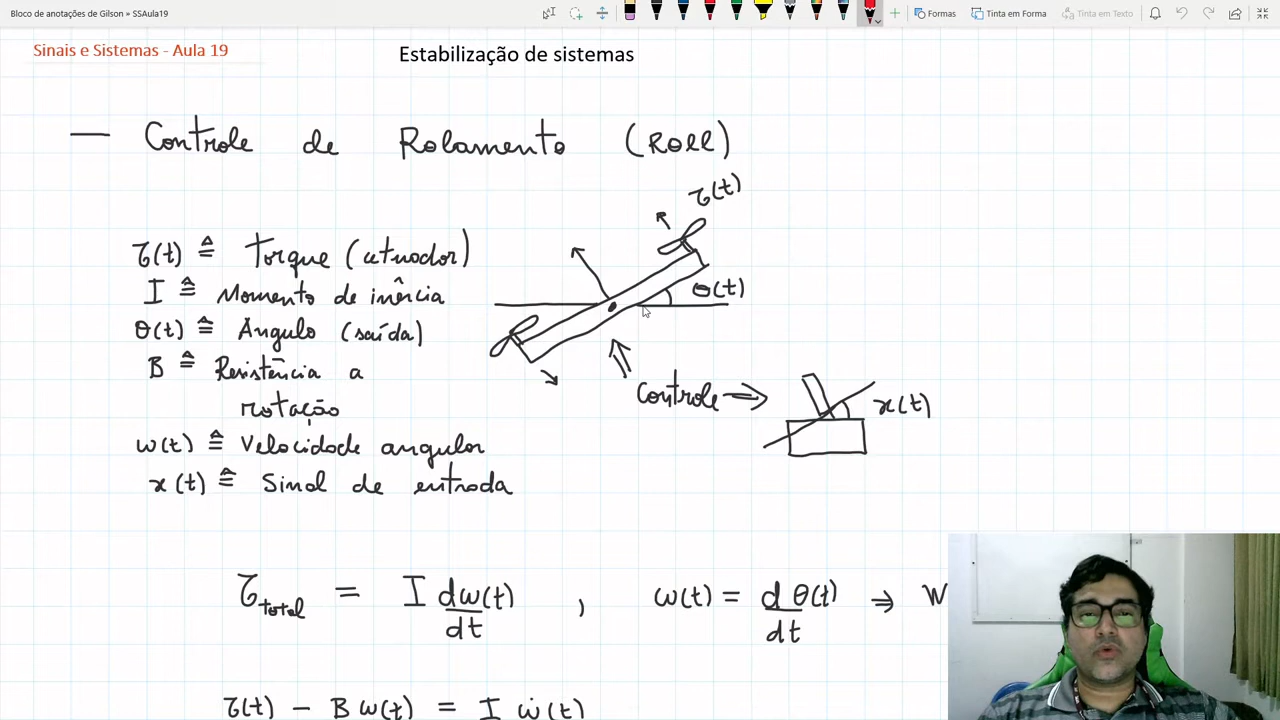 Bloco de anotações de Gilson » SSAula19
Formas
Tinta em Forma
Tinta em Texto
Sinais e Sistemas - Aula 19
Estabilização de sistemas
— Controle de Rolamento (Roll)
τ(t) ≜ Torque (atuador)
I ≜ Momento de inércia
θ(t) ≜ Ângulo (saída)
B ≜ Resistência a
rotação
ω(t) ≜ Velocidade angular
x(t) ≜ Sinal de entrada
τ(t)
θ(t)
Controle ⇒
x(t)
τtotal = I dω(t)/dt , ω(t) = dθ(t)/dt ⇒ W
τ(t) − Bω(t) = I ω̇(t)